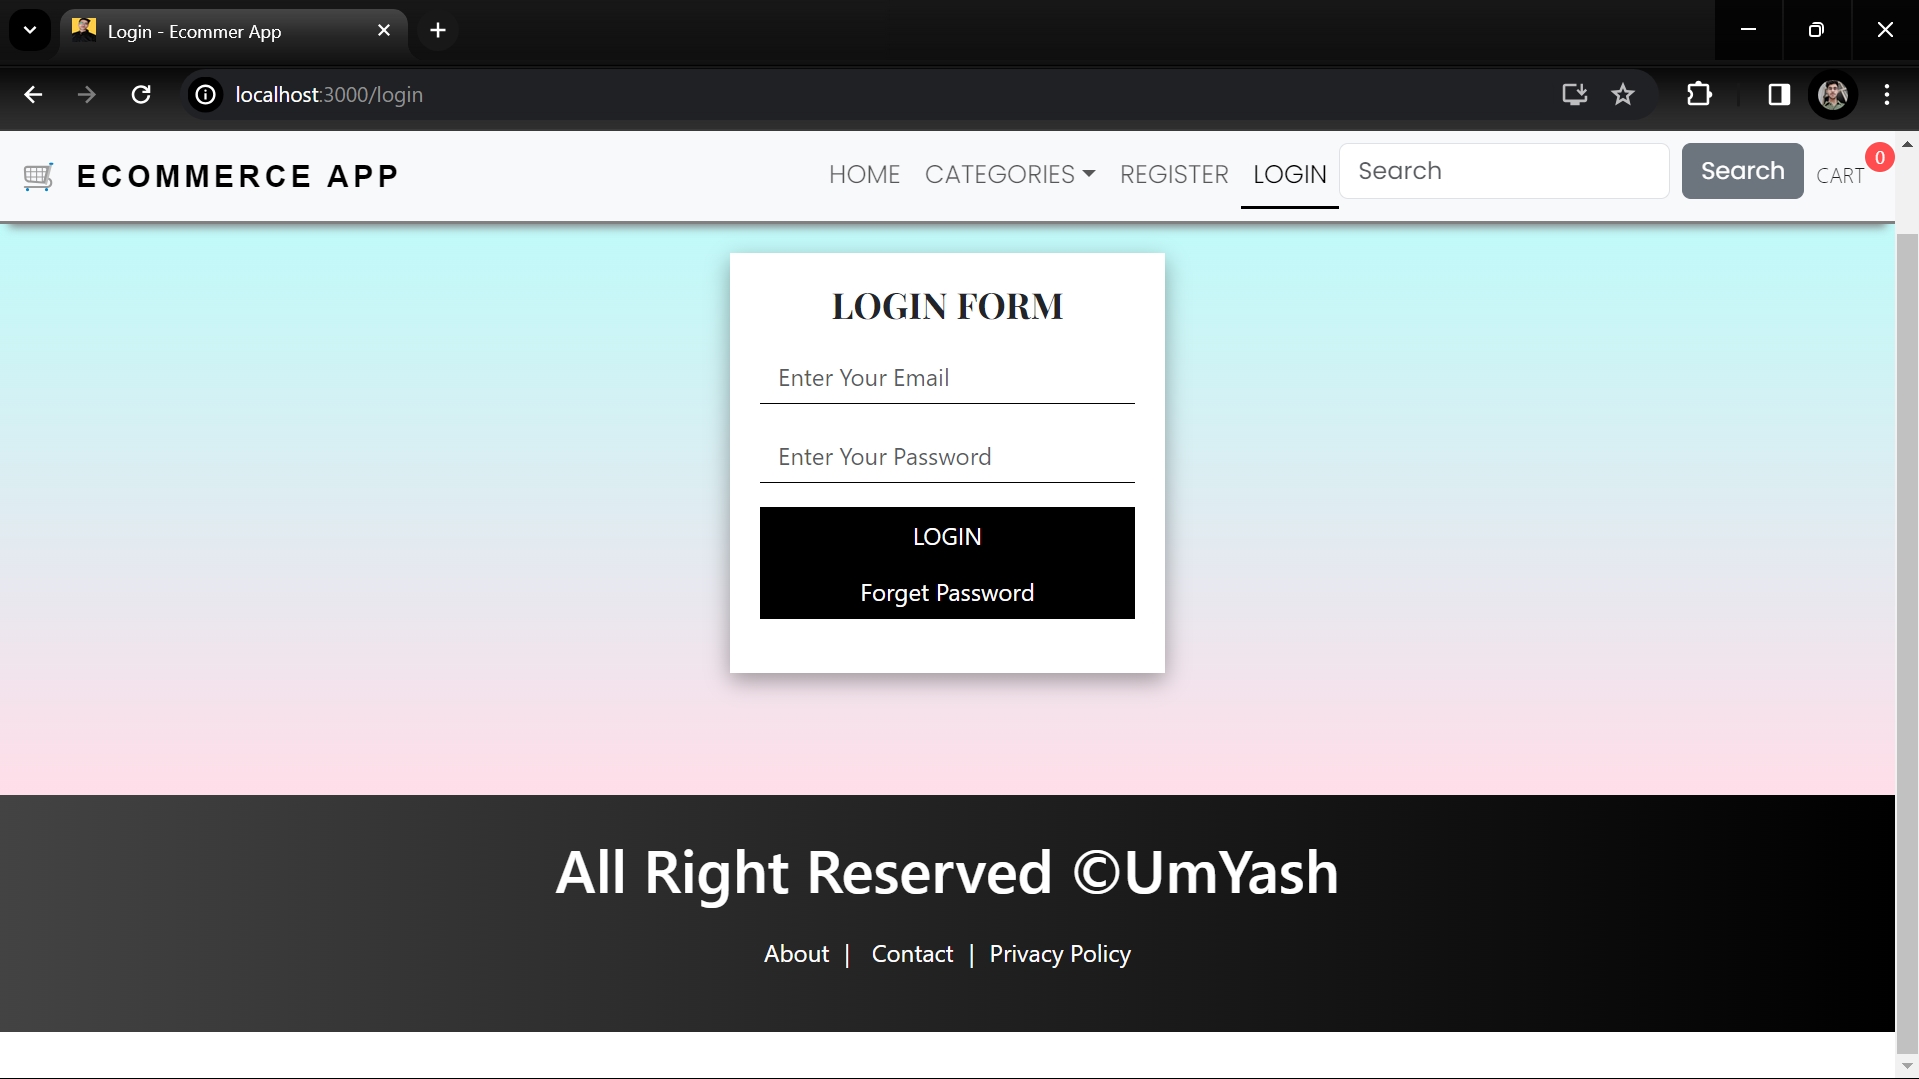 Login - Ecommer App
localhost:3000/login
ECOMMERCE APP
HOME CATEGORIES REGISTER LOGIN Search Search CART 0
LOGIN FORM
Enter Your Email
Enter Your Password
LOGIN
Forget Password
All Right Reserved ©UmYash
About | Contact | Privacy Policy